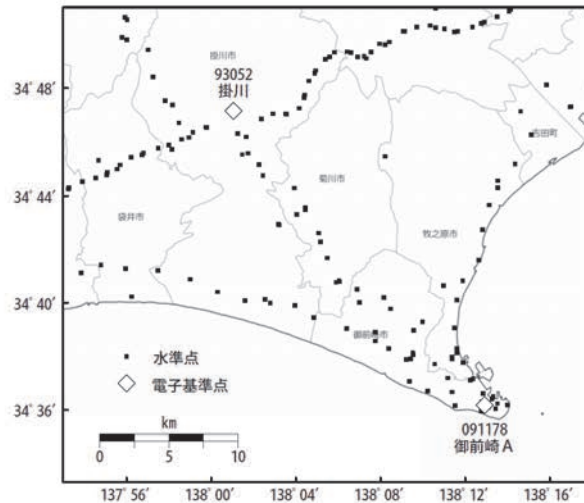 掛川市
93052
掛川
34° 48'
吉田町
34° 44'
菊川市
袋井市
牧之原市
34° 40'
御前崎市
水準点
電子基準点
34° 36'
km
0 5 10
091178
御前崎A
137° 56' 138° 00' 138° 04' 138° 08' 138° 12' 138° 16'